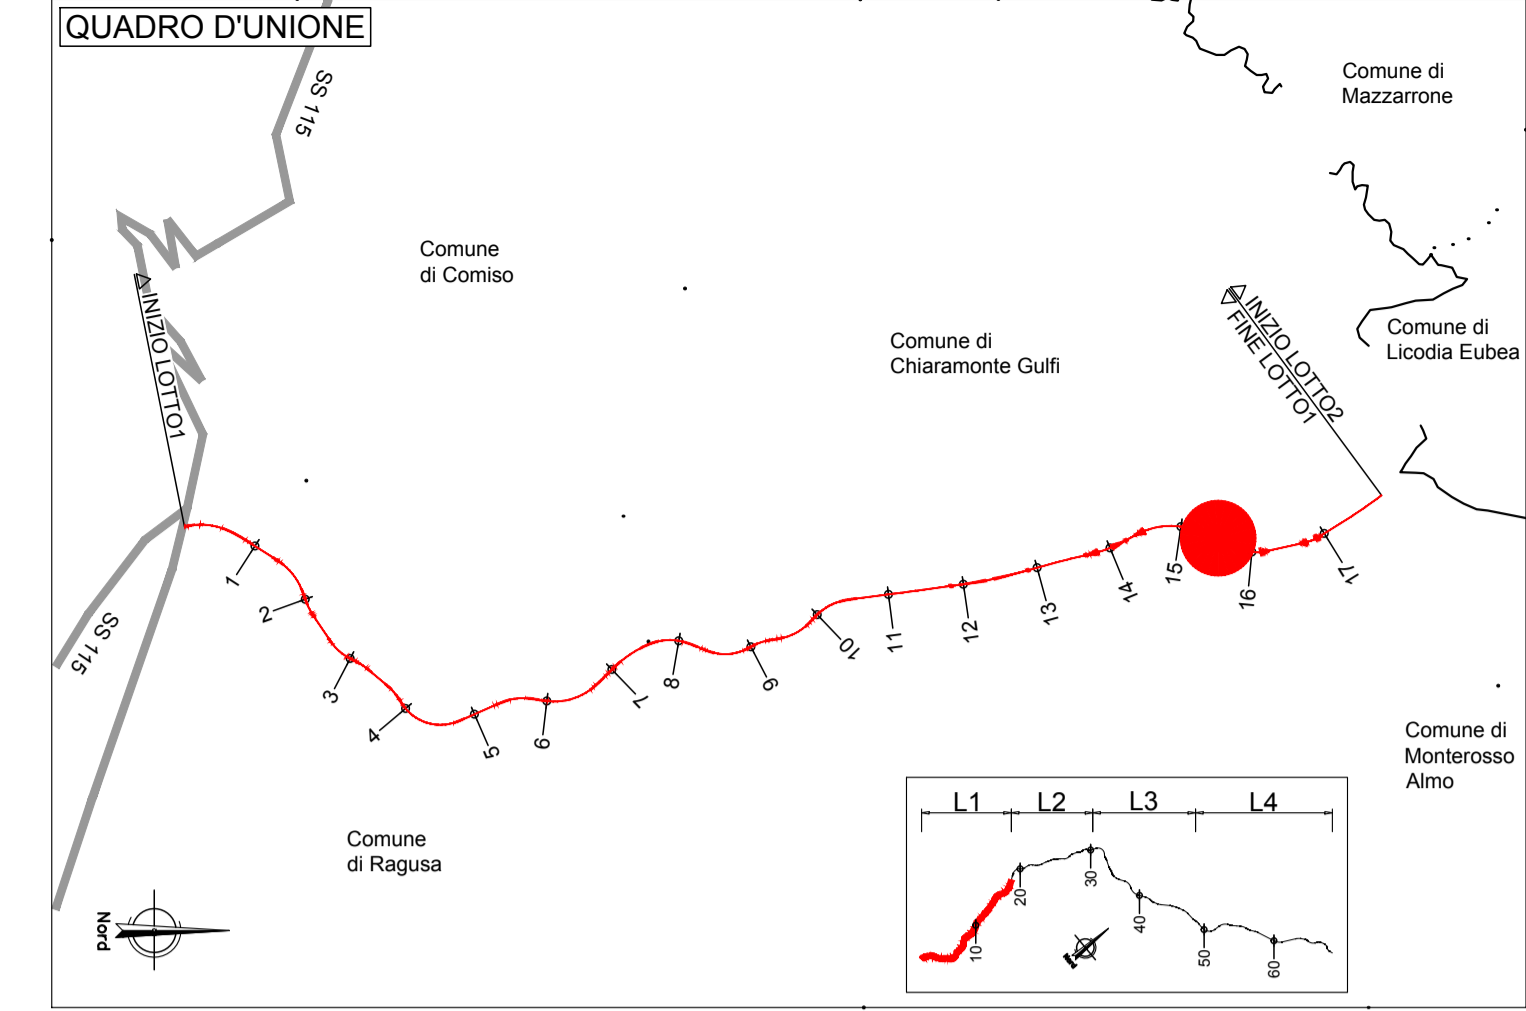 QUADRO D'UNIONE
SS 115
Comune di
Mazzarrone
Comune
di Comiso
INIZIO LOTTO1
Comune di
Chiaramonte Gulfi
INIZIO LOTTO2
FINE LOTTO1
Comune di
Licodia Eubea
1
2
3
4
5
6
7
8
9
10
11
12
13
14
15
16
17
SS 115
Comune di
Monterosso
Almo
Comune
di Ragusa
Nord
L1 L2 L3 L4
10
20
30
40
50
60
Nord